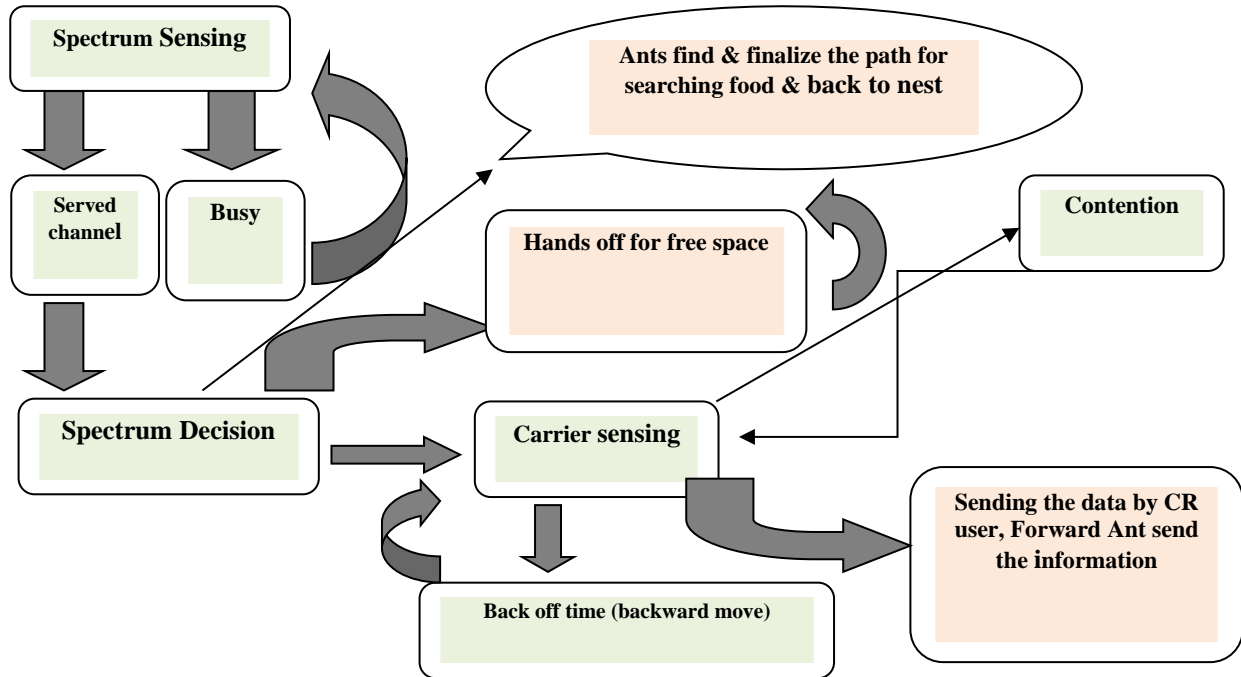 Spectrum Sensing
Ants find & finalize the path for
searching food & back to nest
Served
channel
Busy
Hands off for free space
Contention
Spectrum Decision
Carrier sensing
Sending the data by CR
user, Forward Ant send
the information
Back off time (backward move)